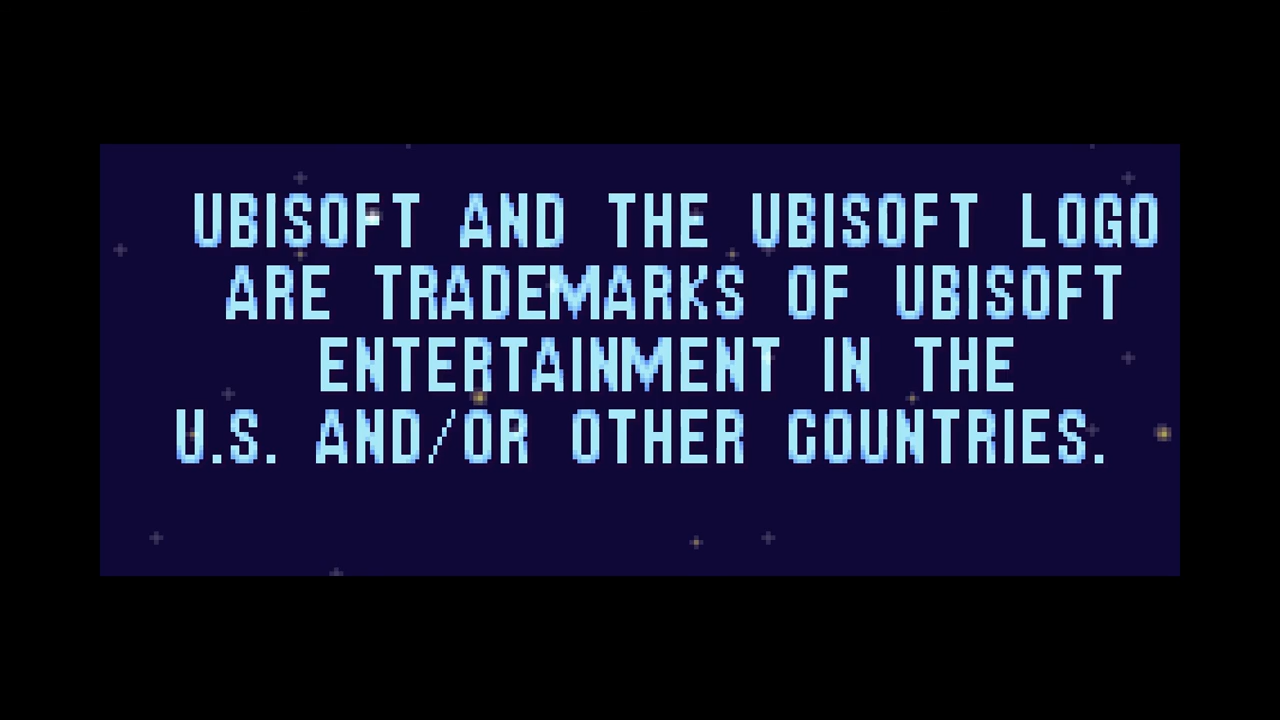 UBISOFT AND THE UBISOFT LOGO
ARE TRADEMARKS OF UBISOFT
ENTERTAINMENT IN THE
U.S. AND/OR OTHER COUNTRIES.